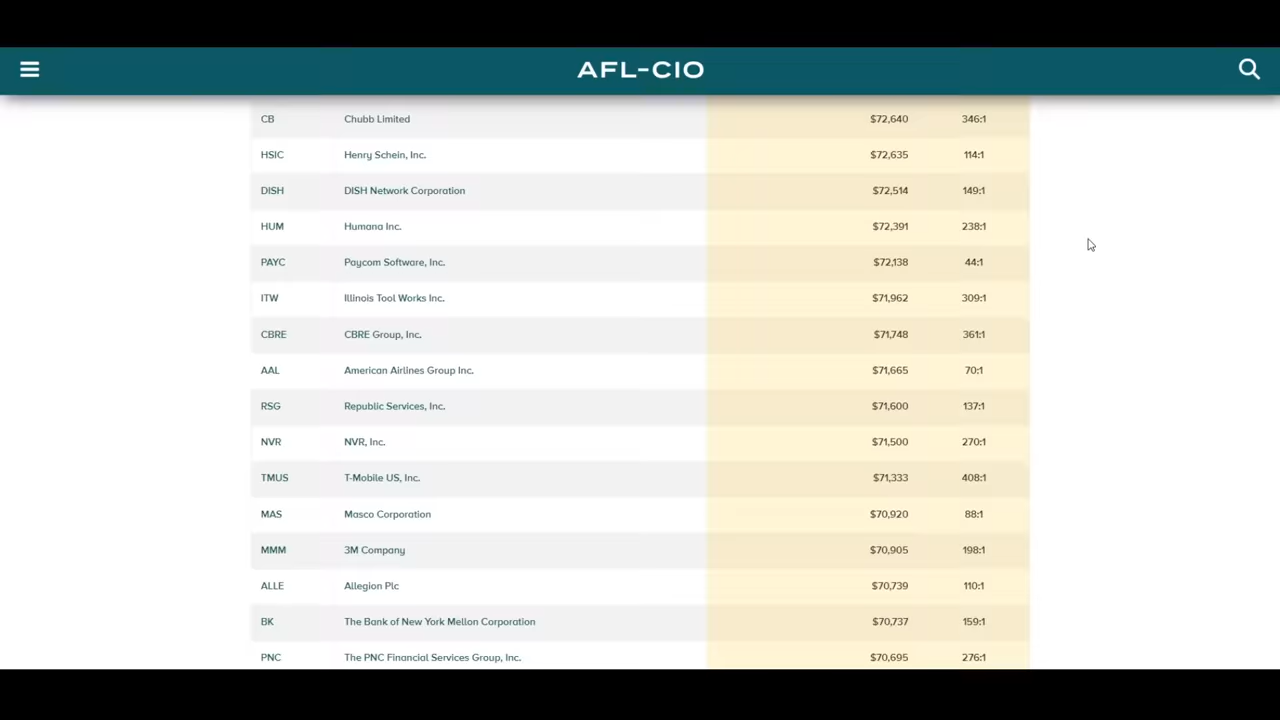 AFL-CIO
CB Chubb Limited $72,640 346:1
HSIC Henry Schein, Inc. $72,635 114:1
DISH DISH Network Corporation $72,514 149:1
HUM Humana Inc. $72,391 238:1
PAYC Paycom Software, Inc. $72,138 44:1
ITW Illinois Tool Works Inc. $71,962 309:1
CBRE CBRE Group, Inc. $71,748 361:1
AAL American Airlines Group Inc. $71,665 70:1
RSG Republic Services, Inc. $71,600 137:1
NVR NVR, Inc. $71,500 270:1
TMUS T-Mobile US, Inc. $71,333 408:1
MAS Masco Corporation $70,920 88:1
MMM 3M Company $70,905 198:1
ALLE Allegion Plc $70,739 110:1
BK The Bank of New York Mellon Corporation $70,737 159:1
PNC The PNC Financial Services Group, Inc. $70,695 276:1